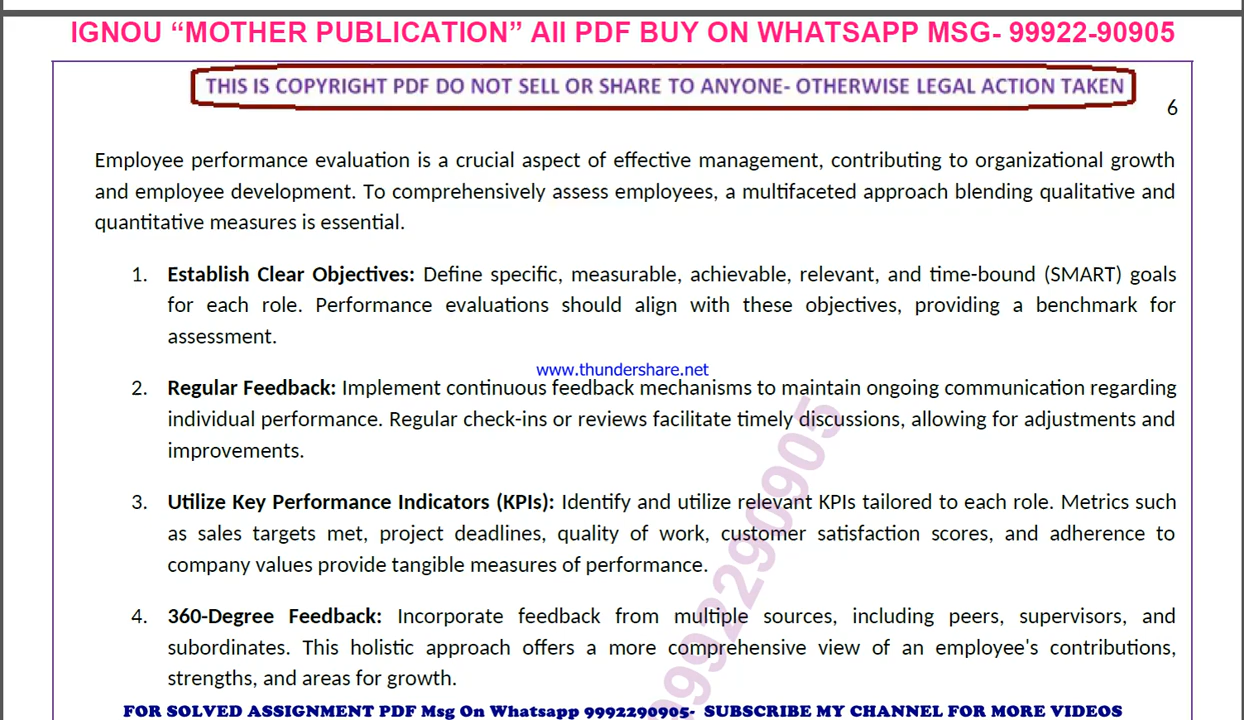 IGNOU “MOTHER PUBLICATION” All PDF BUY ON WHATSAPP MSG- 99922-90905
THIS IS COPYRIGHT PDF DO NOT SELL OR SHARE TO ANYONE- OTHERWISE LEGAL ACTION TAKEN
6
Employee performance evaluation is a crucial aspect of effective management, contributing to organizational growth
and employee development. To comprehensively assess employees, a multifaceted approach blending qualitative and
quantitative measures is essential.
1. Establish Clear Objectives: Define specific, measurable, achievable, relevant, and time-bound (SMART) goals
for each role. Performance evaluations should align with these objectives, providing a benchmark for
assessment.
www.thundershare.net
2. Regular Feedback: Implement continuous feedback mechanisms to maintain ongoing communication regarding
individual performance. Regular check-ins or reviews facilitate timely discussions, allowing for adjustments and
improvements.
3. Utilize Key Performance Indicators (KPIs): Identify and utilize relevant KPIs tailored to each role. Metrics such
as sales targets met, project deadlines, quality of work, customer satisfaction scores, and adherence to
company values provide tangible measures of performance.
4. 360-Degree Feedback: Incorporate feedback from multiple sources, including peers, supervisors, and
subordinates. This holistic approach offers a more comprehensive view of an employee's contributions,
strengths, and areas for growth.
9992290905
FOR SOLVED ASSIGNMENT PDF Msg On Whatsapp 9992290905- SUBSCRIBE MY CHANNEL FOR MORE VIDEOS